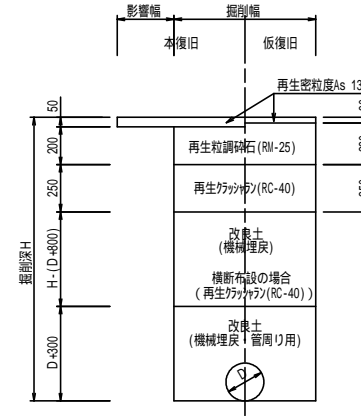 影響幅
掘削幅
本復旧
仮復旧
再生密粒度As 13
50
200
再生粒調砕石(RM-25)
250
再生クラッシャラン(RC-40)
掘削深H
H-(D+800)
改良土
(機械埋戻)
横断布設の場合
(再生クラッシャラン(RC-40))
D+300
改良土
(機械埋戻・管周り用)
D